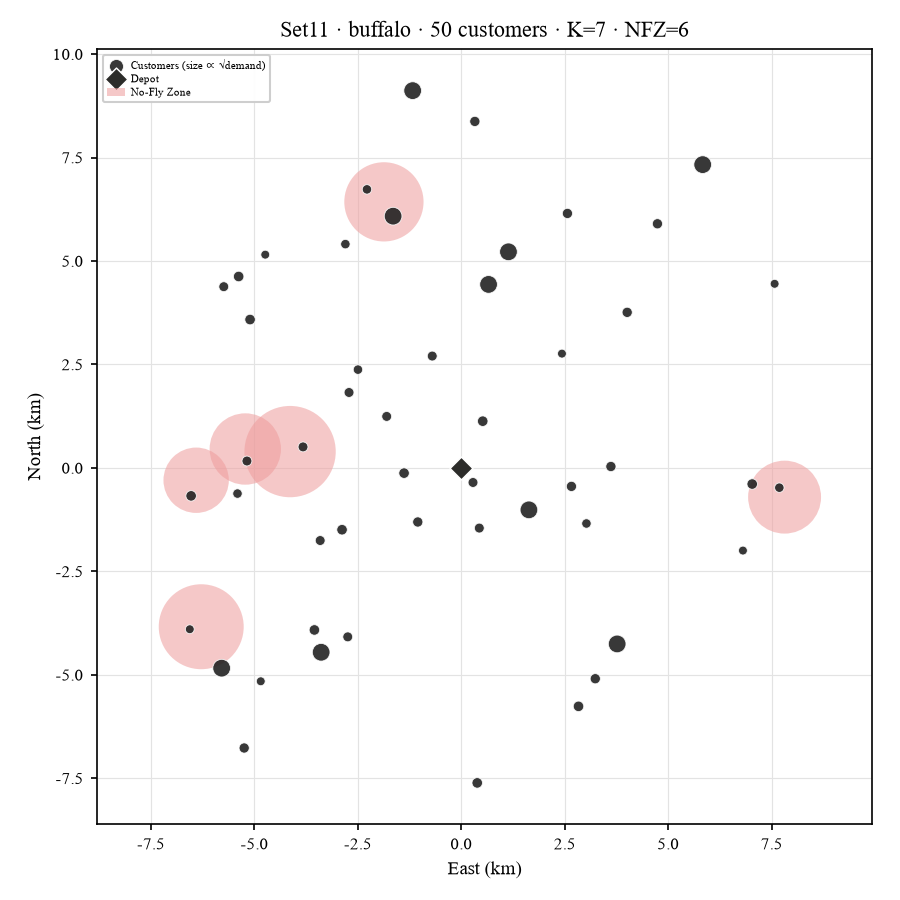 Set11 · buffalo · 50 customers · K=7 · NFZ=6
Customers (size ∝ √demand)
Depot
No-Fly Zone
10.0
7.5
5.0
2.5
0.0
-2.5
-5.0
-7.5
North (km)
-7.5 -5.0 -2.5 0.0 2.5 5.0 7.5
East (km)